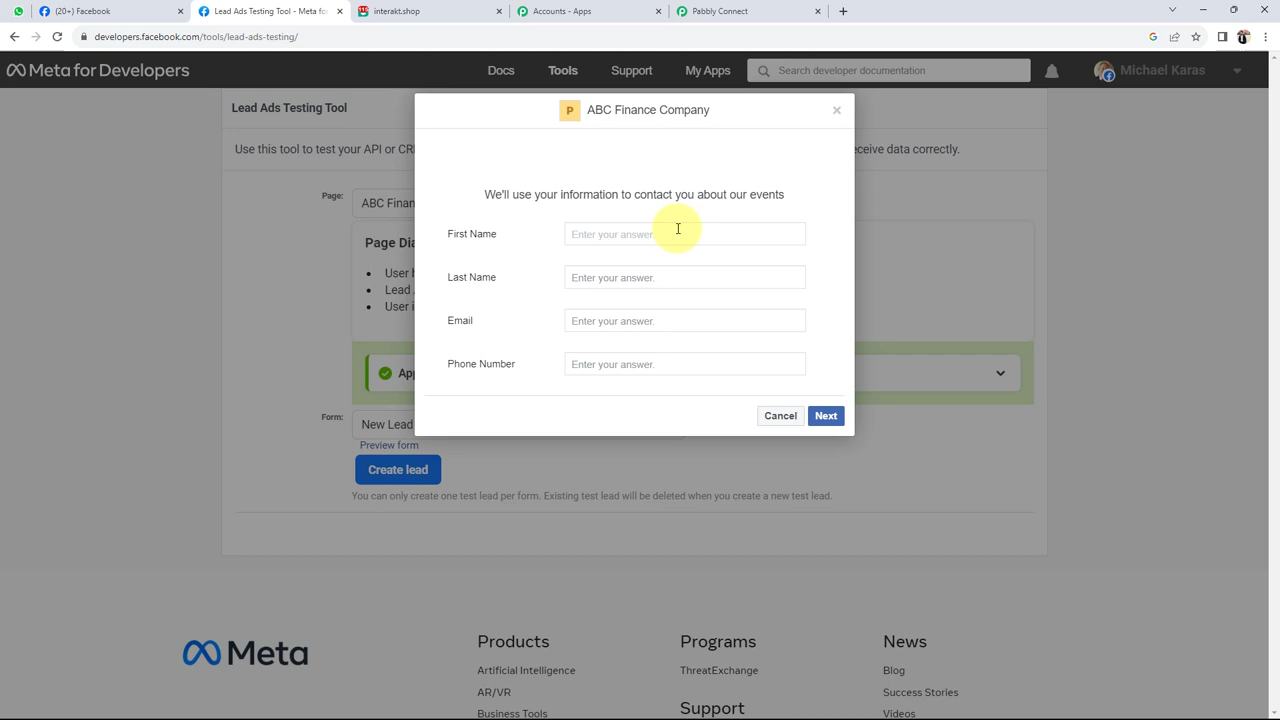 (20+) Facebook
Lead Ads Testing Tool - Meta for
interakt.shop
Accounts - Apps
Pabbly Connect
developers.facebook.com/tools/lead-ads-testing/
Meta for Developers
Docs
Tools
Support
My Apps
Search developer documentation
Michael Karas
Lead Ads Testing Tool
P
ABC Finance Company
Use this tool to test your API or CR
eceive data correctly.
Page:
ABC Finan
We'll use your information to contact you about our events
Page Dia
First Name
Enter your answer.
User h
Last Name
Enter your answer.
Lead
User i
Email
Enter your answer.
Phone Number
Enter your answer.
App
Form:
New Lead
Cancel
Next
Preview form
Create lead
You can only create one test lead per form. Existing test lead will be deleted when you create a new test lead.
Meta
Products
Programs
News
Artificial Intelligence
ThreatExchange
Blog
AR/VR
Success Stories
Business Tools
Support
Videos